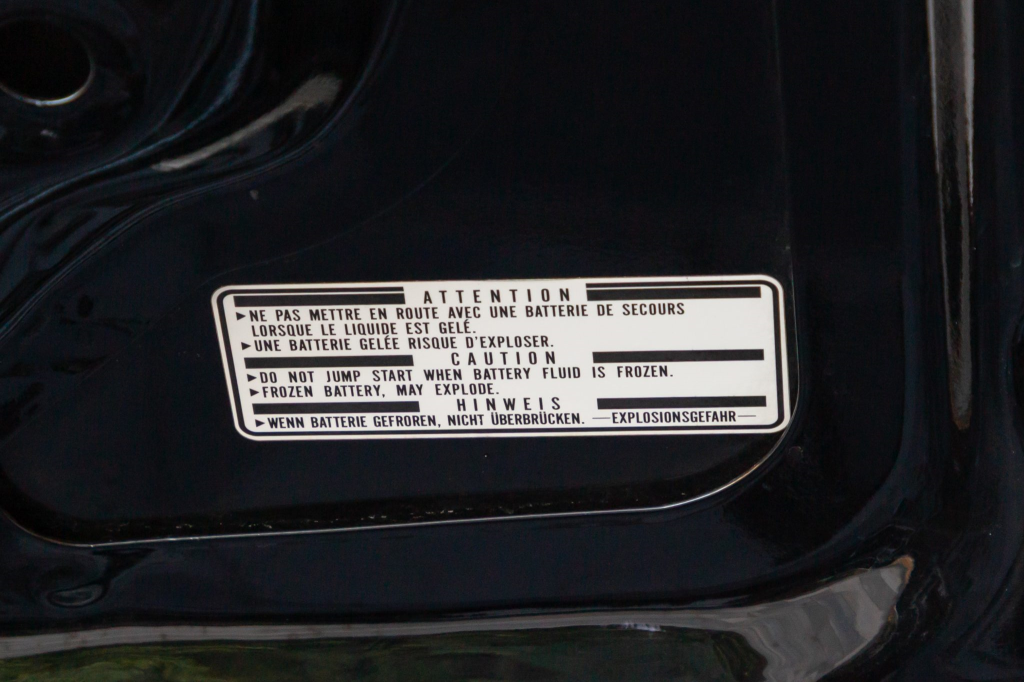 ATTENTION
▶NE PAS METTRE EN ROUTE AVEC UNE BATTERIE DE SECOURS
LORSQUE LE LIQUIDE EST GELÉ.
▶UNE BATTERIE GELÉE RISQUE D'EXPLOSER.
CAUTION
▶DO NOT JUMP START WHEN BATTERY FLUID IS FROZEN.
▶FROZEN BATTERY, MAY EXPLODE.
HINWEIS
▶WENN BATTERIE GEFROREN, NICHT ÜBERBRÜCKEN. —EXPLOSIONSGEFAHR—